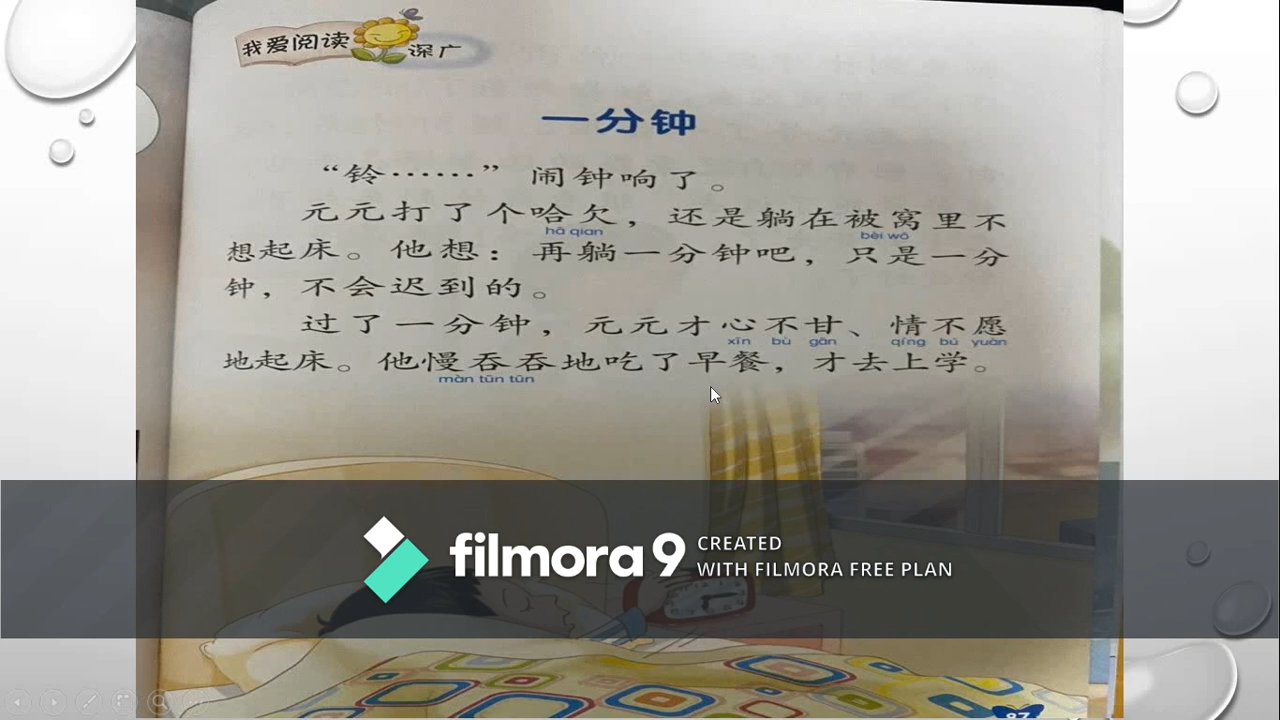 我爱阅读
深广
一分钟
“铃……” 闹钟响了。
元元打了个哈欠，还是躺在被窝里不
hā qian bèi wō
想起床。他想：再躺一分钟吧，只是一分
钟，不会迟到的。
过了一分钟，元元才心不甘、情不愿
xīn bù gān qíng bú yuàn
地起床。他慢吞吞地吃了早餐，才去上学。
màn tūn tūn
filmora9
CREATED
WITH FILMORA FREE PLAN
87